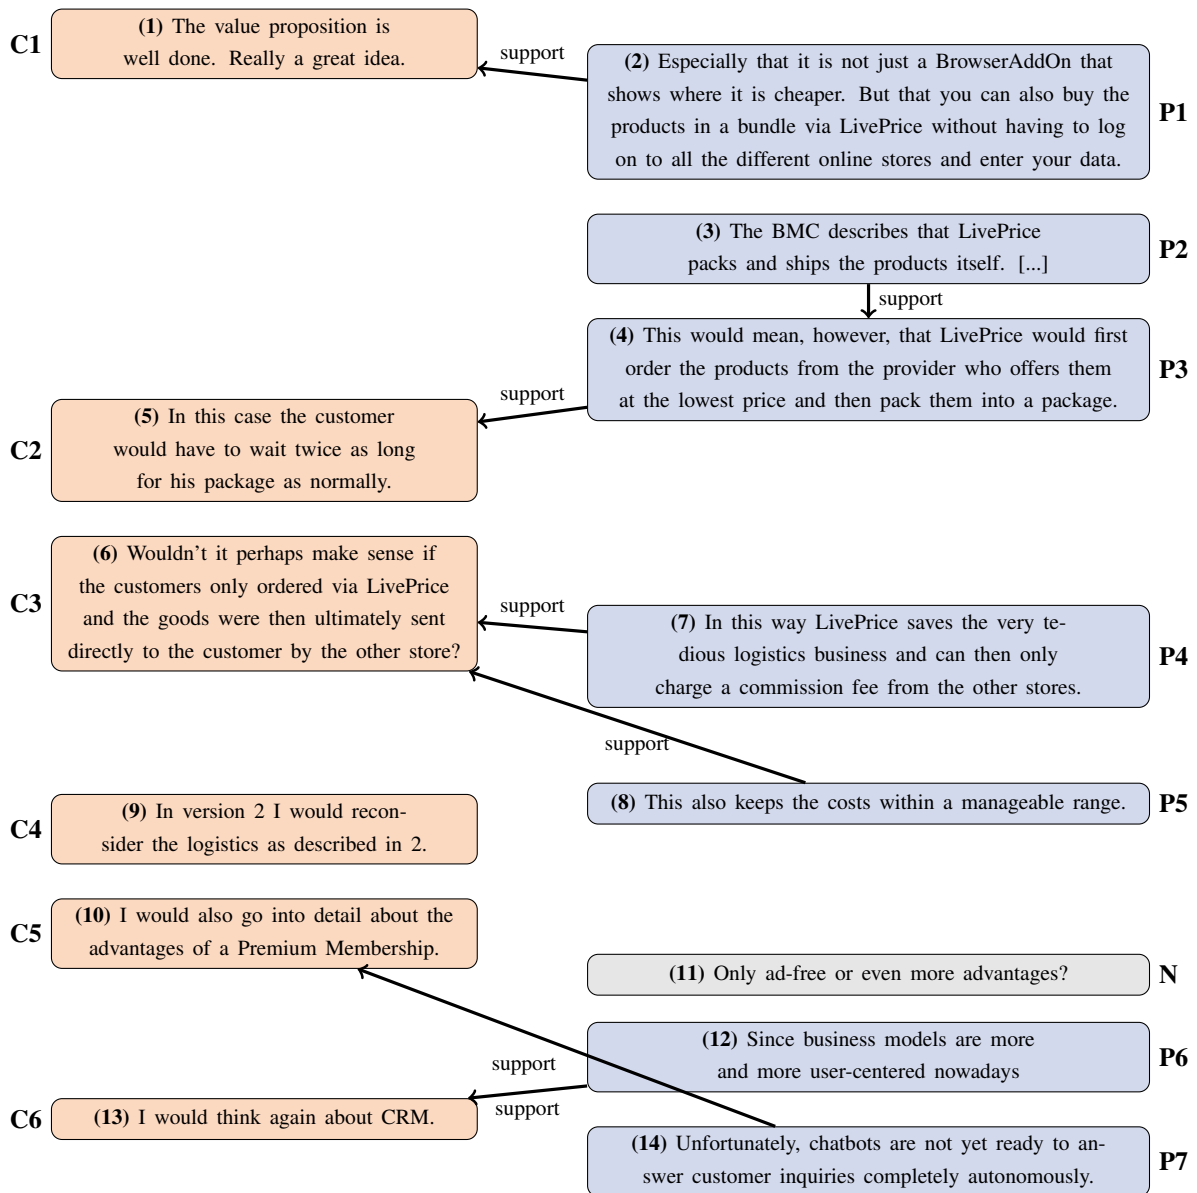 C1
(1) The value proposition is
well done. Really a great idea.
support
(2) Especially that it is not just a BrowserAddOn that
shows where it is cheaper. But that you can also buy the
products in a bundle via LivePrice without having to log
on to all the different online stores and enter your data.
P1
(3) The BMC describes that LivePrice
packs and ships the products itself. [...]
P2
support
(4) This would mean, however, that LivePrice would first
order the products from the provider who offers them
at the lowest price and then pack them into a package.
P3
support
C2
(5) In this case the customer
would have to wait twice as long
for his package as normally.
C3
(6) Wouldn't it perhaps make sense if
the customers only ordered via LivePrice
and the goods were then ultimately sent
directly to the customer by the other store?
support
(7) In this way LivePrice saves the very te-
dious logistics business and can then only
charge a commission fee from the other stores.
P4
support
(8) This also keeps the costs within a manageable range.
P5
C4
(9) In version 2 I would recon-
sider the logistics as described in 2.
C5
(10) I would also go into detail about the
advantages of a Premium Membership.
(11) Only ad-free or even more advantages?
N
(12) Since business models are more
and more user-centered nowadays
P6
support
support
C6
(13) I would think again about CRM.
(14) Unfortunately, chatbots are not yet ready to an-
swer customer inquiries completely autonomously.
P7